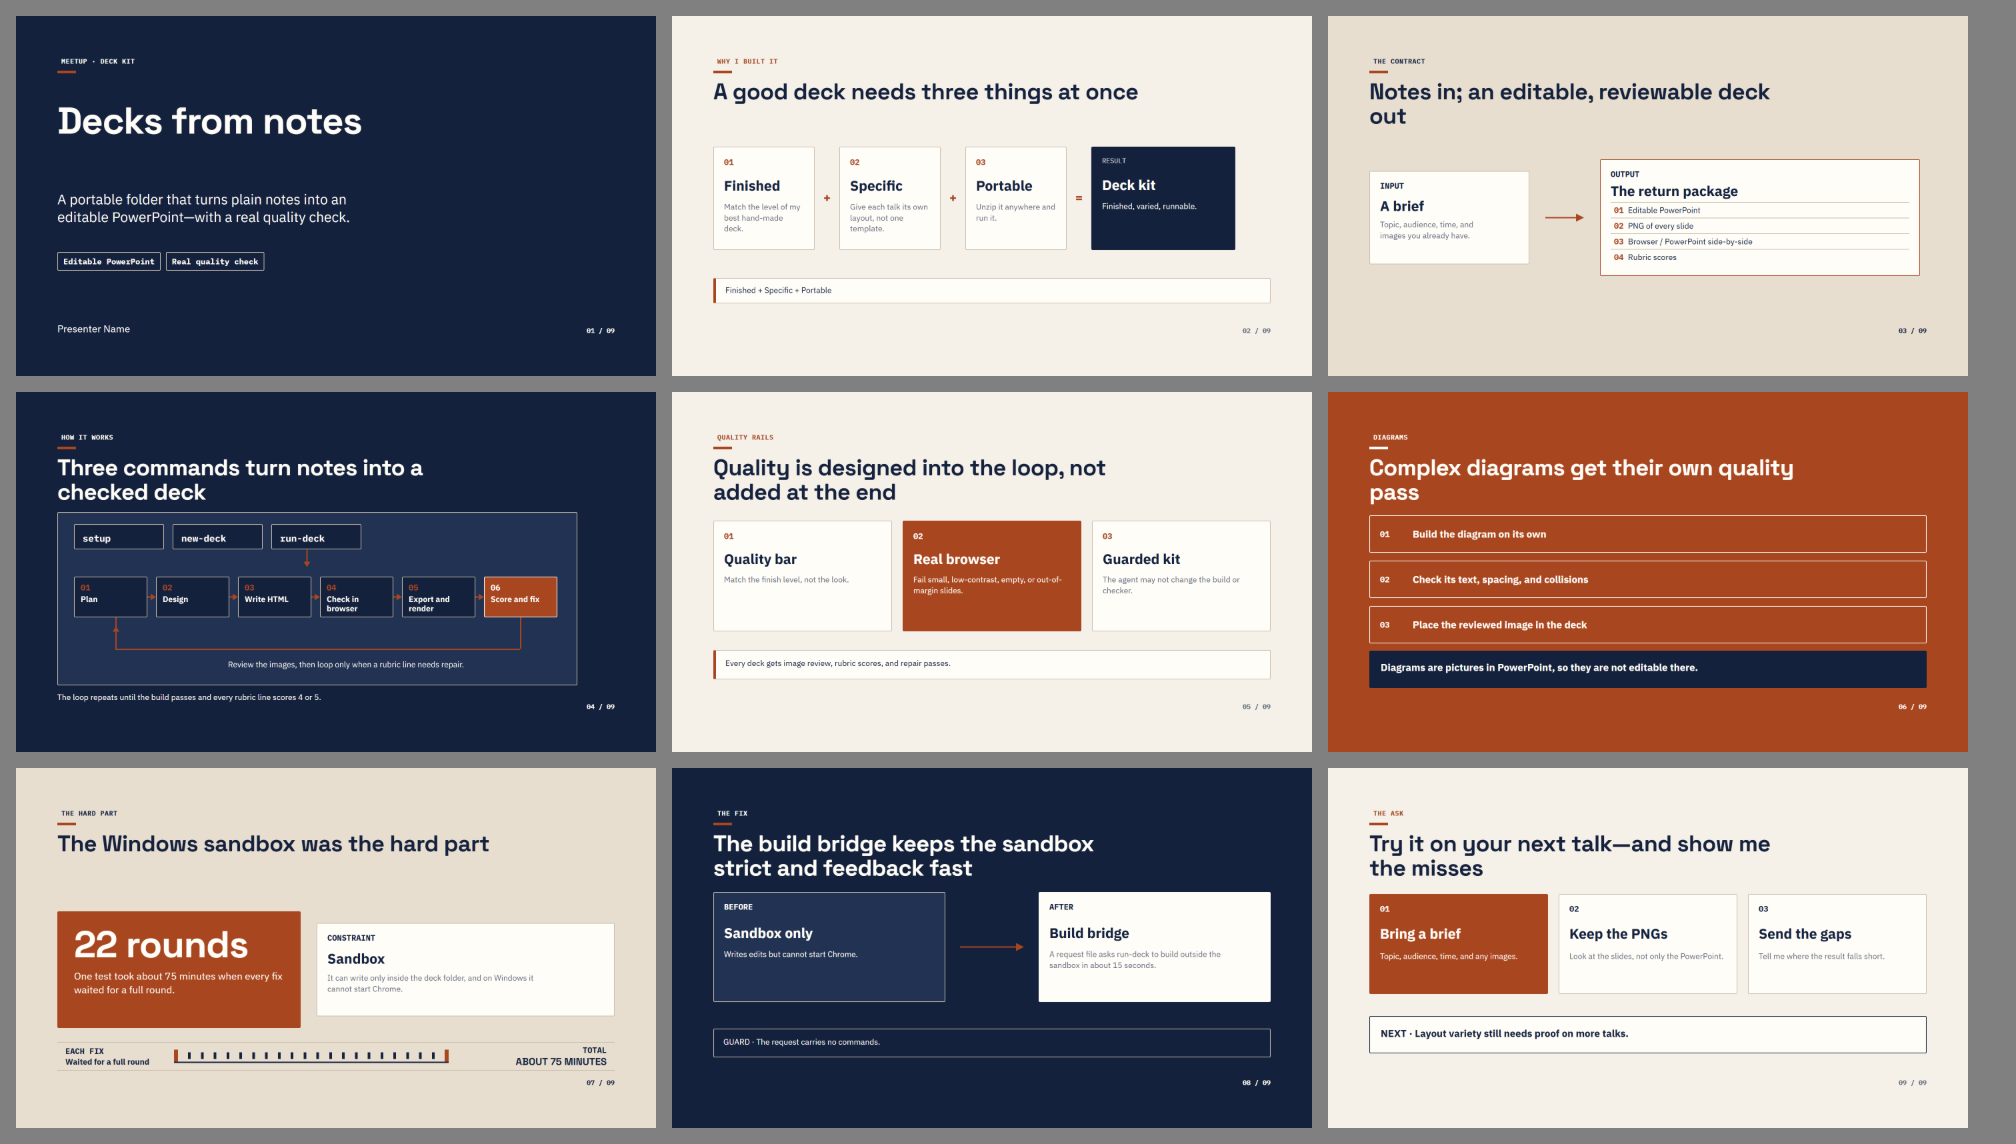 MEETUP · DECK KIT
Decks from notes
A portable folder that turns plain notes into an
editable PowerPoint—with a real quality check.
Editable PowerPoint
Real quality check
Presenter Name
01 / 09
WHY I BUILT IT
A good deck needs three things at once
01
Finished
Match the level of my
best hand-made
deck.
+
02
Specific
Give each talk its own
layout, not one
template.
+
03
Portable
Unzip it anywhere and
run it.
=
RESULT
Deck kit
Finished, varied, runnable.
Finished + Specific + Portable
02 / 09
THE CONTRACT
Notes in; an editable, reviewable deck
out
INPUT
A brief
Topic, audience, time, and
images you already have.
OUTPUT
The return package
01 Editable PowerPoint
02 PNG of every slide
03 Browser / PowerPoint side-by-side
04 Rubric scores
03 / 09
HOW IT WORKS
Three commands turn notes into a
checked deck
setup
new-deck
run-deck
01
Plan
02
Design
03
Write HTML
04
Check in
browser
05
Export and
render
06
Score and fix
Review the images, then loop only when a rubric line needs repair.
The loop repeats until the build passes and every rubric line scores 4 or 5.
04 / 09
QUALITY RAILS
Quality is designed into the loop, not
added at the end
01
Quality bar
Match the finish level, not the look.
02
Real browser
Fail small, low-contrast, empty, or out-of-
margin slides.
03
Guarded kit
The agent may not change the build or
checker.
Every deck gets image review, rubric scores, and repair passes.
05 / 09
DIAGRAMS
Complex diagrams get their own quality
pass
01 Build the diagram on its own
02 Check its text, spacing, and collisions
03 Place the reviewed image in the deck
Diagrams are pictures in PowerPoint, so they are not editable there.
06 / 09
THE HARD PART
The Windows sandbox was the hard part
22 rounds
One test took about 75 minutes when every fix
waited for a full round.
CONSTRAINT
Sandbox
It can write only inside the deck folder, and on Windows it
cannot start Chrome.
EACH FIX
Waited for a full round
TOTAL
ABOUT 75 MINUTES
07 / 09
THE FIX
The build bridge keeps the sandbox
strict and feedback fast
BEFORE
Sandbox only
Writes edits but cannot start Chrome.
AFTER
Build bridge
A request file asks run-deck to build outside the
sandbox in about 15 seconds.
GUARD · The request carries no commands.
08 / 09
THE ASK
Try it on your next talk—and show me
the misses
01
Bring a brief
Topic, audience, time, and any images.
02
Keep the PNGs
Look at the slides, not only the PowerPoint.
03
Send the gaps
Tell me where the result falls short.
NEXT · Layout variety still needs proof on more talks.
09 / 09